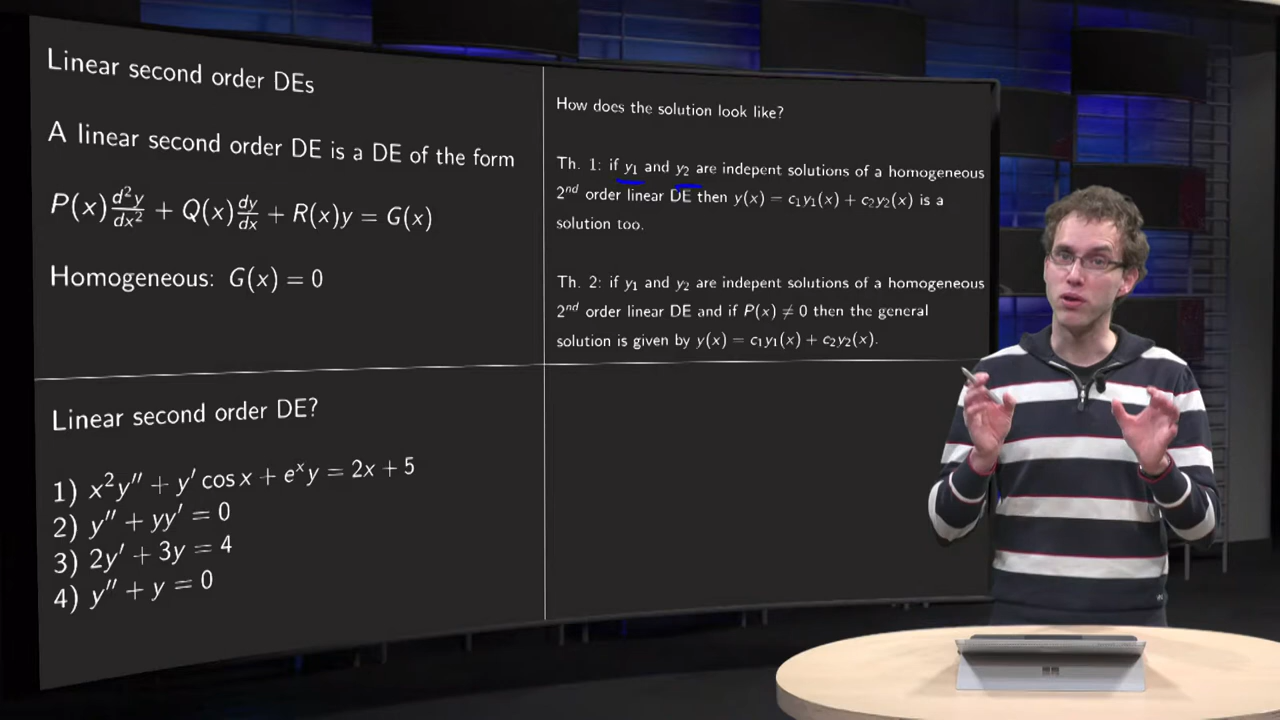 Linear second order DEs
A linear second order DE is a DE of the form
P(x) d²y/dx² + Q(x) dy/dx + R(x)y = G(x)
Homogeneous: G(x) = 0
Linear second order DE?
1) x²y″ + y′ cos x + eˣy = 2x + 5
2) y″ + yy′ = 0
3) 2y′ + 3y = 4
4) y″ + y = 0
How does the solution look like?
Th. 1: if y₁ and y₂ are indepent solutions of a homogeneous
2ⁿᵈ order linear DE then y(x) = c₁y₁(x) + c₂y₂(x) is a
solution too.
Th. 2: if y₁ and y₂ are indepent solutions of a homogeneous
2ⁿᵈ order linear DE and if P(x) ≠ 0 then the general
solution is given by y(x) = c₁y₁(x) + c₂y₂(x).